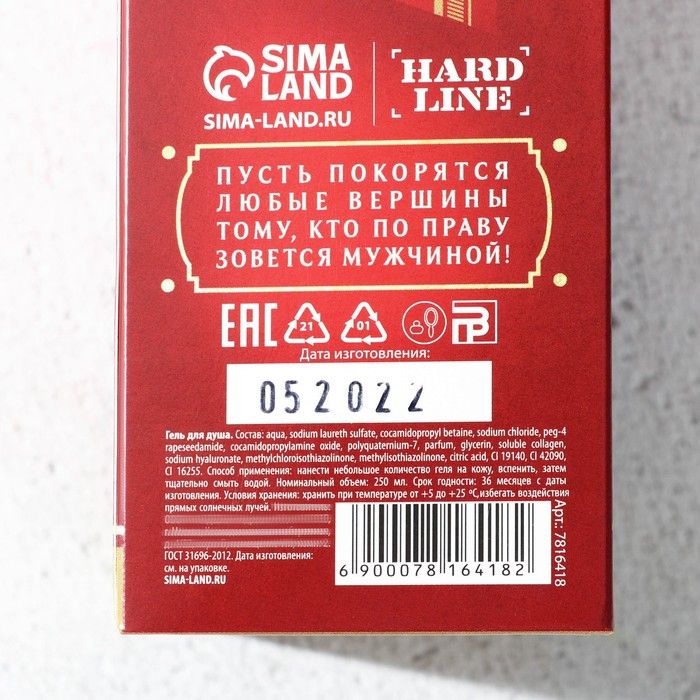 SIMA
LAND
SIMA-LAND.RU
HARD
LINE
ПУСТЬ ПОКОРЯТСЯ
ЛЮБЫЕ ВЕРШИНЫ
ТОМУ, КТО ПО ПРАВУ
ЗОВЕТСЯ МУЖЧИНОЙ!
EAC 21 01
Дата изготовления:
052022
Гель для душа. Состав: aqua, sodium laureth sulfate, cocamidopropyl betaine, sodium chloride, peg-4
rapeseedamide, cocamidopropylamine oxide, polyquaternium-7, parfum, glycerin, soluble collagen,
sodium hyaluronate, methylchloroisothiazolinone, methylisothiazolinone, citric acid, CI 19140, CI 42090,
CI 16255. Способ применения: нанести небольшое количество геля на кожу, вспенить, затем
тщательно смыть водой. Номинальный объем: 250 мл. Срок годности: 36 месяцев с даты
изготовления. Условия хранения: хранить при температуре от +5 до +25 °C,избегать воздействия
прямых солнечных лучей.
ГОСТ 31696-2012. Дата изготовления:
см. на упаковке.
SIMA-LAND.RU
6 900078 164182
Арт.: 7816418